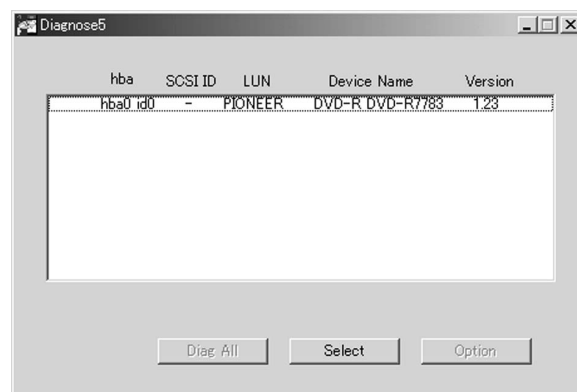 Diagnose5
hba SCSI ID LUN Device Name Version
hba0 id0 - PIONEER DVD-R DVD-R7783 1.23
Diag All Select Option